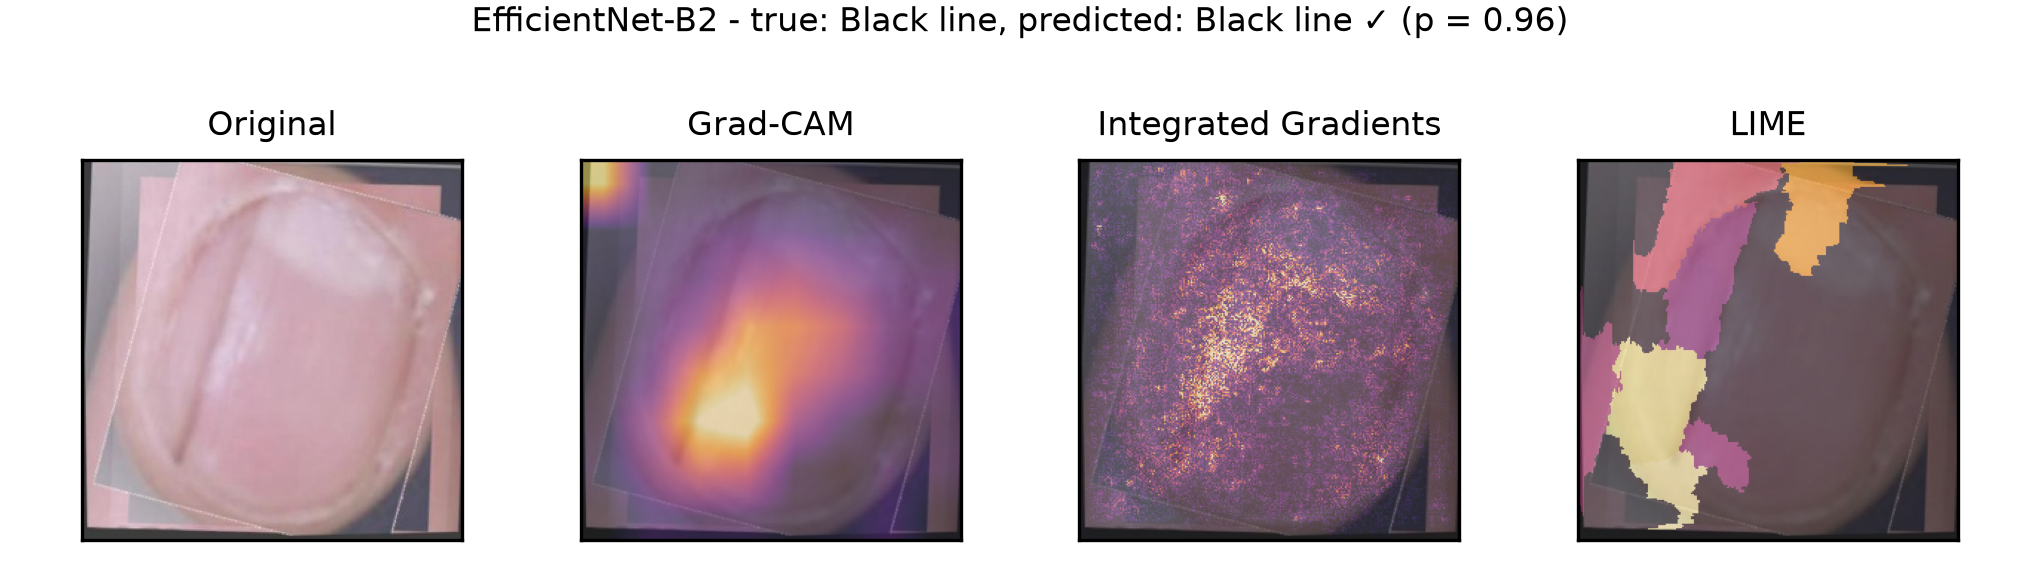 EfficientNet-B2 - true: Black line, predicted: Black line ✓ (p = 0.96)
Original
Grad-CAM
Integrated Gradients
LIME